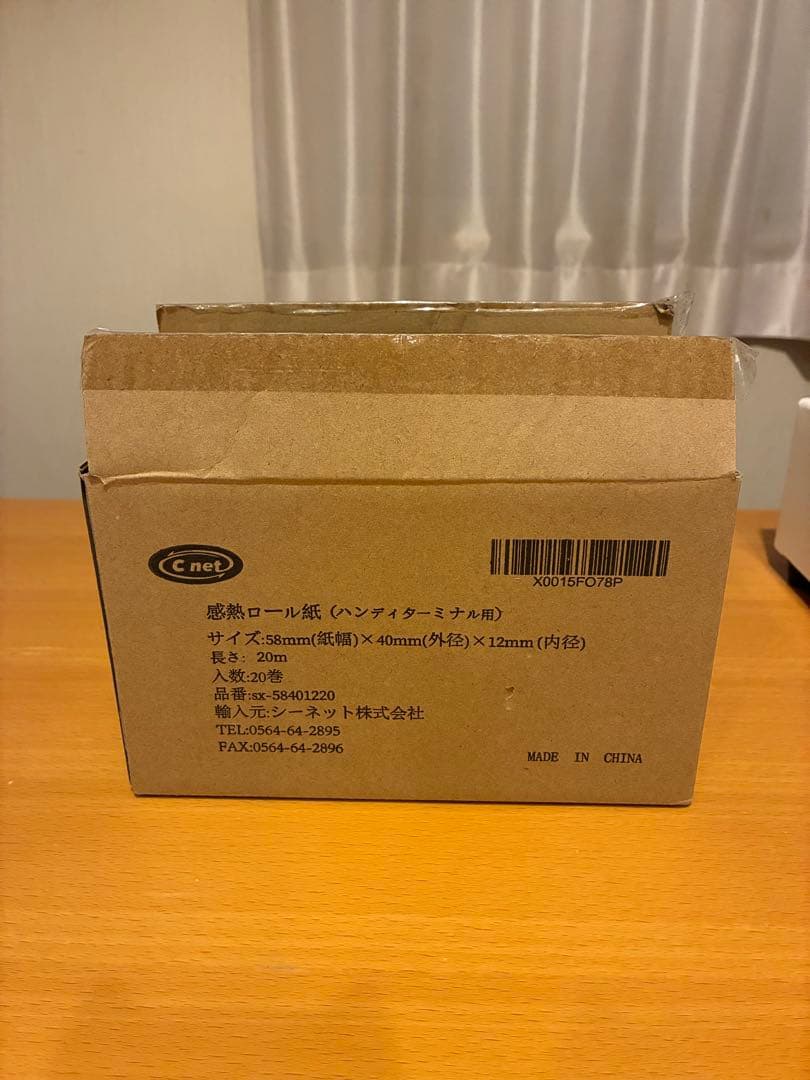 C net
X0015FO78P
感熱ロール紙（ハンディターミナル用）
サイズ:58mm(紙幅)×40mm(外径)×12mm(内径)
長さ: 20m
入数:20巻
品番:sx-58401220
輸入元:シーネット株式会社
TEL:0564-64-2895
FAX:0564-64-2896
MADE IN CHINA